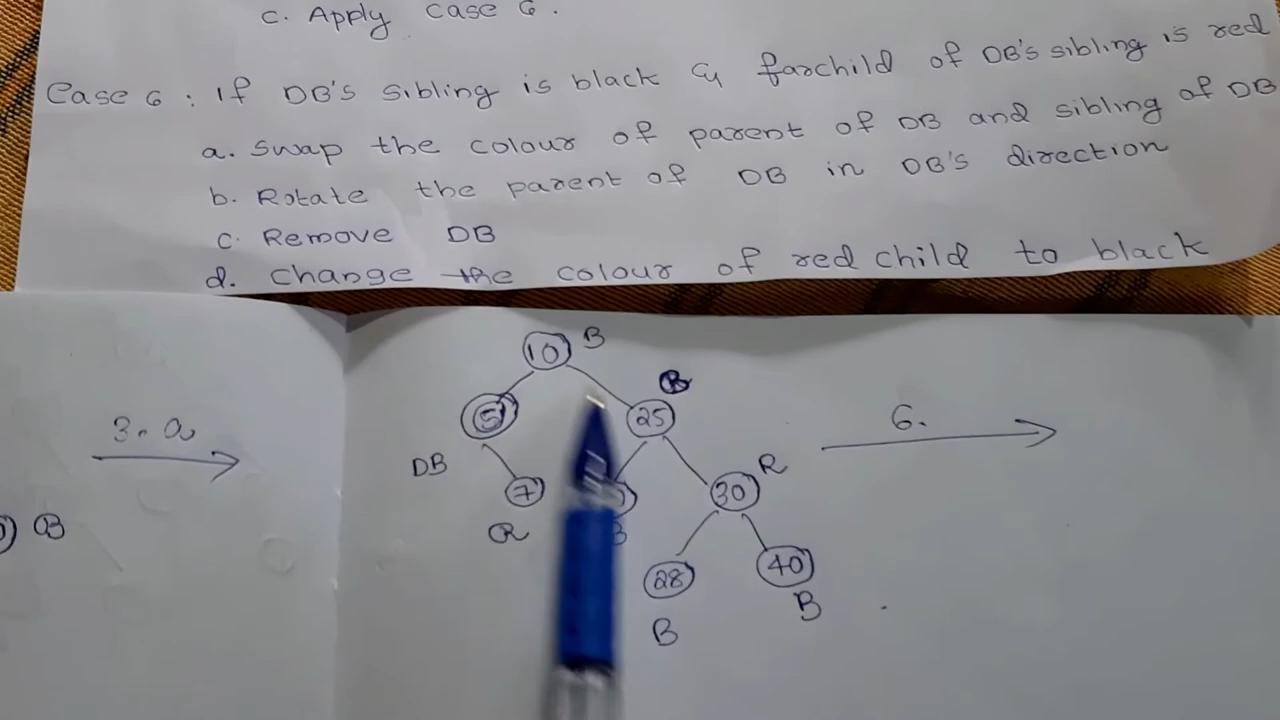 c. Apply case 6.
Case 6 : If DB's sibling is black & farchild of DB's sibling is red
a. swap the colour of parent of DB and sibling of DB
b. Rotate the parent of DB in DB's direction
c. Remove DB
d. change the colour of red child to black
10 B
3. a
5 25
6.
DB
7 30 R
R
B
28 40
B
B